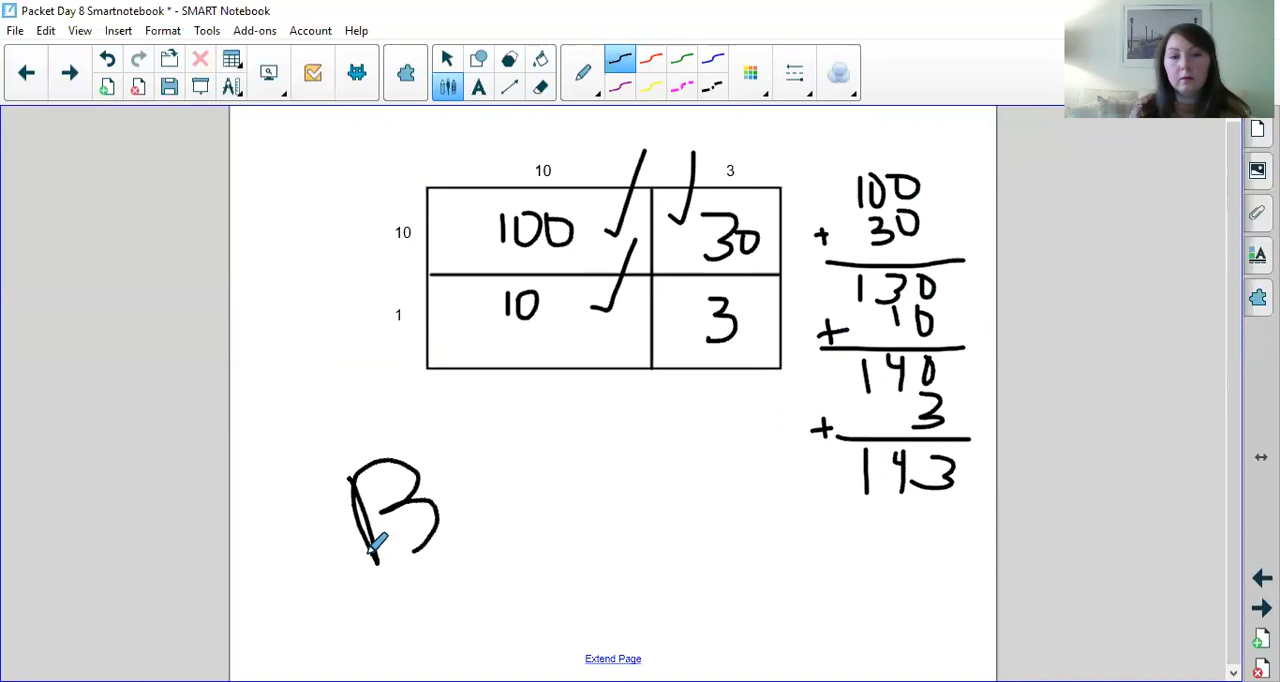 Packet Day 8 Smartnotebook * - SMART Notebook
File Edit View Insert Format Tools Add-ons Account Help
10 3
10 100 30
1 10 3
100
+ 30
130
+ 10
140
+ 3
143
B
Extend Page